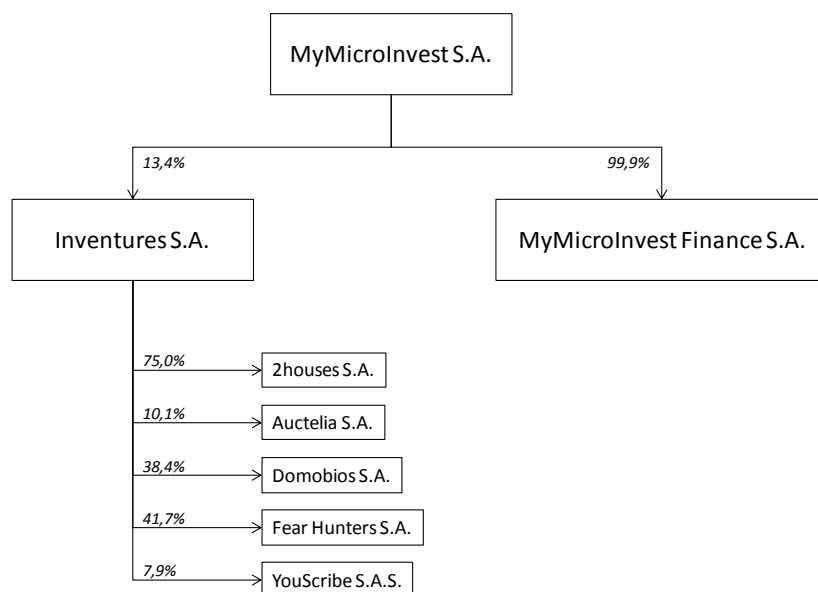 MyMicroInvest S.A.
13,4%
99,9%
Inventures S.A.
MyMicroInvest Finance S.A.
75,0%
2houses S.A.
10,1%
Auctelia S.A.
38,4%
Domobios S.A.
41,7%
Fear Hunters S.A.
7,9%
YouScribe S.A.S.